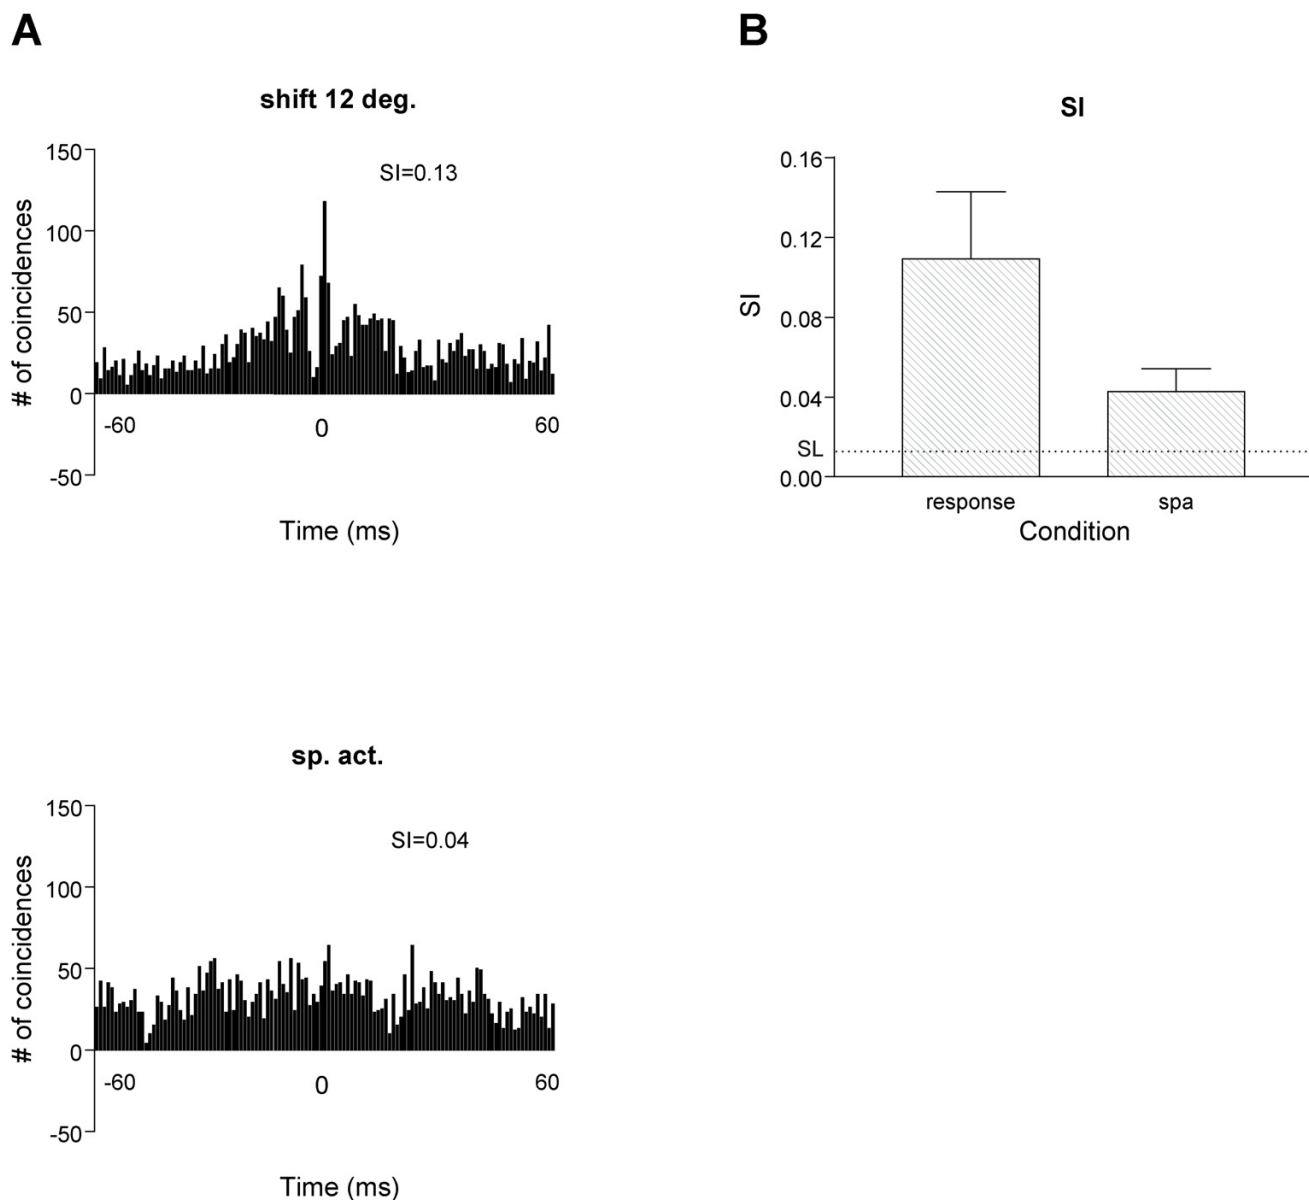 A
shift 12 deg.
SI=0.13
# of coincidences
150
100
50
0
-50
-60
0
60
Time (ms)
B
SI
SI
0.16
0.12
0.08
0.04
SL
0.00
response
spa
Condition
sp. act.
SI=0.04
# of coincidences
150
100
50
0
-50
-60
0
60
Time (ms)